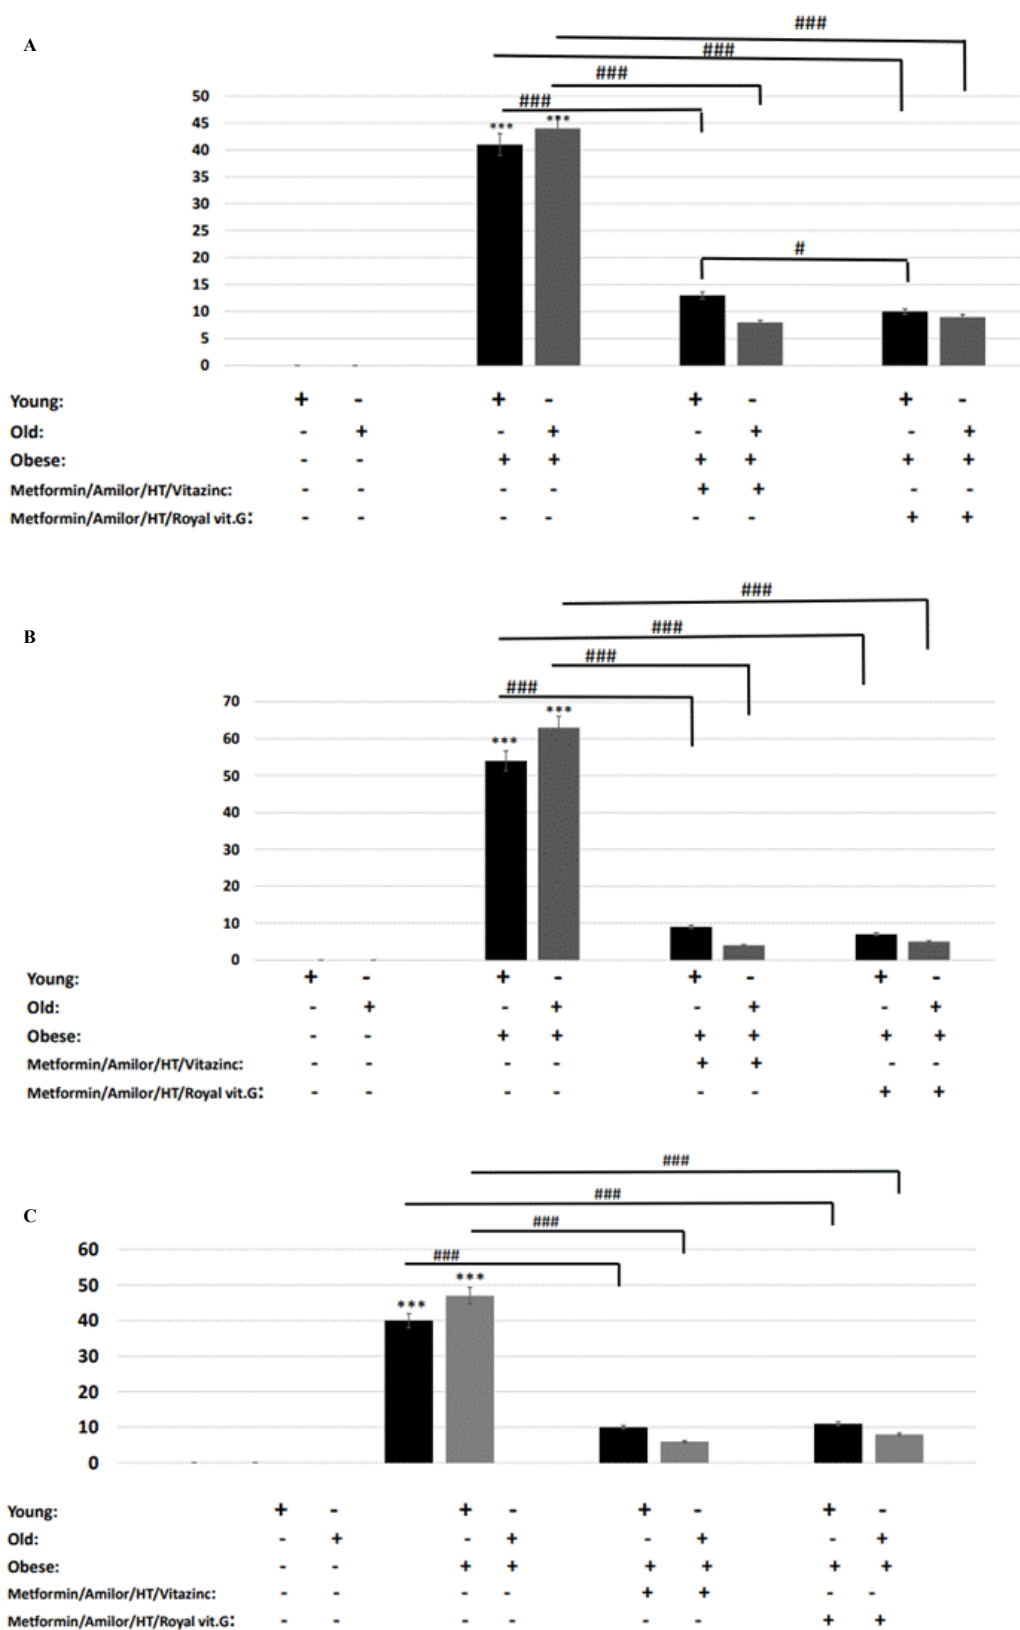 ###
A
###
###
50
###
45
***
***
40
35
30
25
20
#
15
10
5
0
Young: + - + - + - + -
Old: - + - + - + - +
Obese: - - + + + + + +
Metformin/Amilor/HT/Vitazinc: - - - - + + - -
Metformin/Amilor/HT/Royal vit.G: - - - - - - + +
###
###
B
###
###
70
***
60
***
50
40
30
20
10
0
Young: + - + - + - + -
Old: - + - + - + - +
Obese: - - + + + + + +
Metformin/Amilor/HT/Vitazinc: - - - - + + - -
Metformin/Amilor/HT/Royal vit.G: - - - - - - + +
###
###
C
###
60
###
50
***
***
40
30
20
10
0
Young: + - + - + - + -
Old: - + - + - + - +
Obese: - - + + + + + +
Metformin/Amilor/HT/Vitazinc: - - - - + + - -
Metformin/Amilor/HT/Royal vit.G: - - - - - - + +